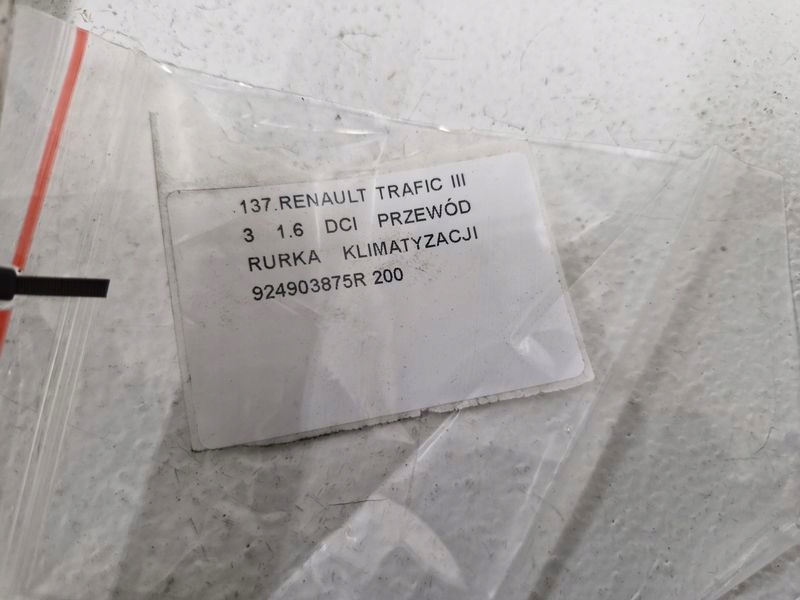 137.RENAULT TRAFIC III
3 1.6 DCI PRZEWÓD
RURKA KLIMATYZACJI
924903875R 200